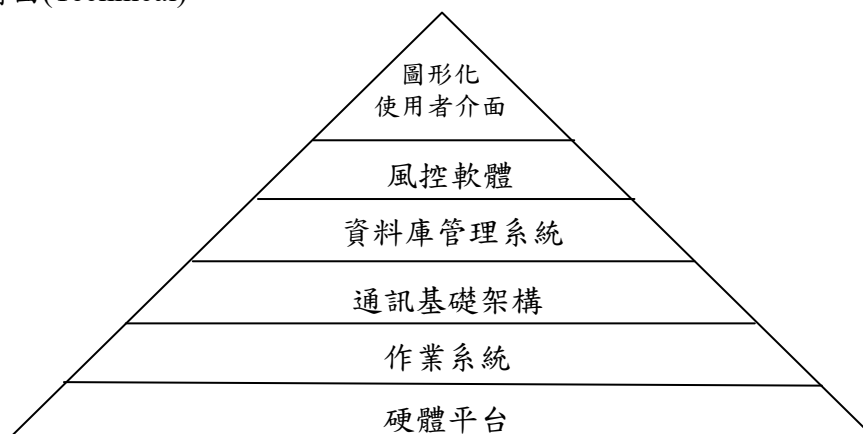 (Technical)
圖形化
使用者介面
風控軟體
資料庫管理系統
通訊基礎架構
作業系統
硬體平台